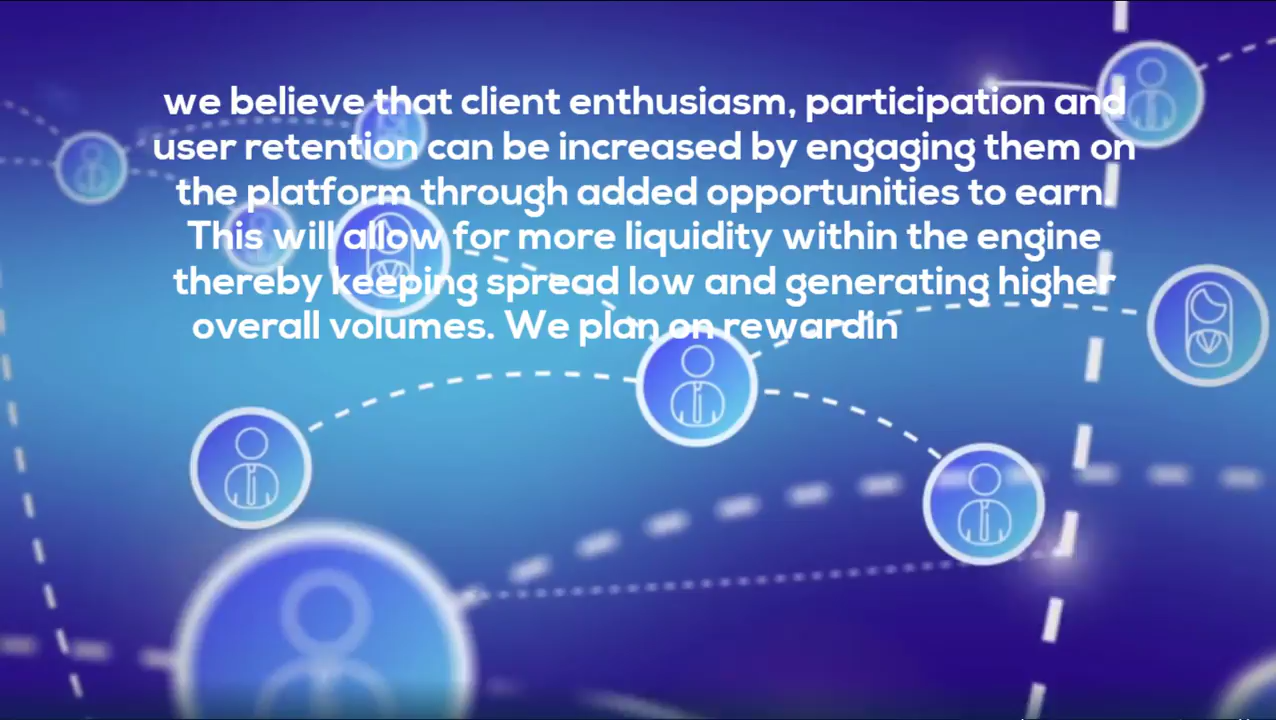 we believe that client enthusiasm, participation and
user retention can be increased by engaging them on
the platform through added opportunities to earn.
This will allow for more liquidity within the engine
thereby keeping spread low and generating higher
overall volumes. We plan on rewardin